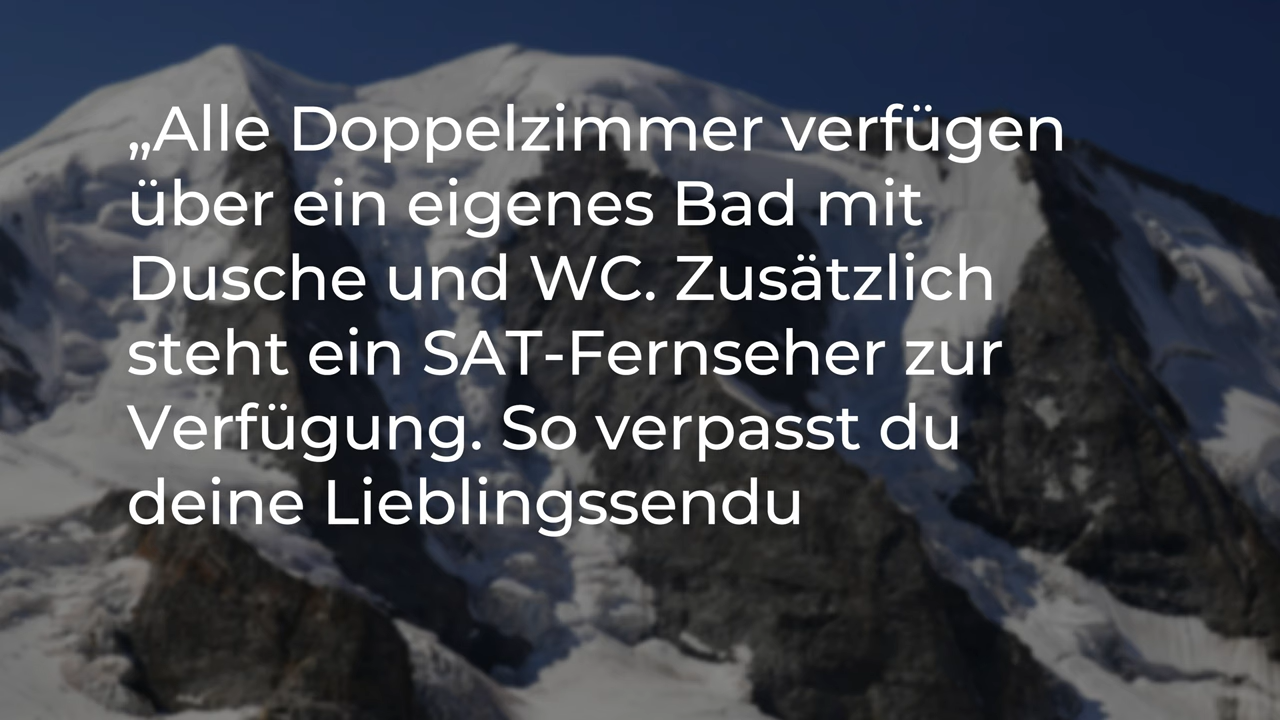 „Alle Doppelzimmer verfügen
über ein eigenes Bad mit
Dusche und WC. Zusätzlich
steht ein SAT-Fernseher zur
Verfügung. So verpasst du
deine Lieblingssendu